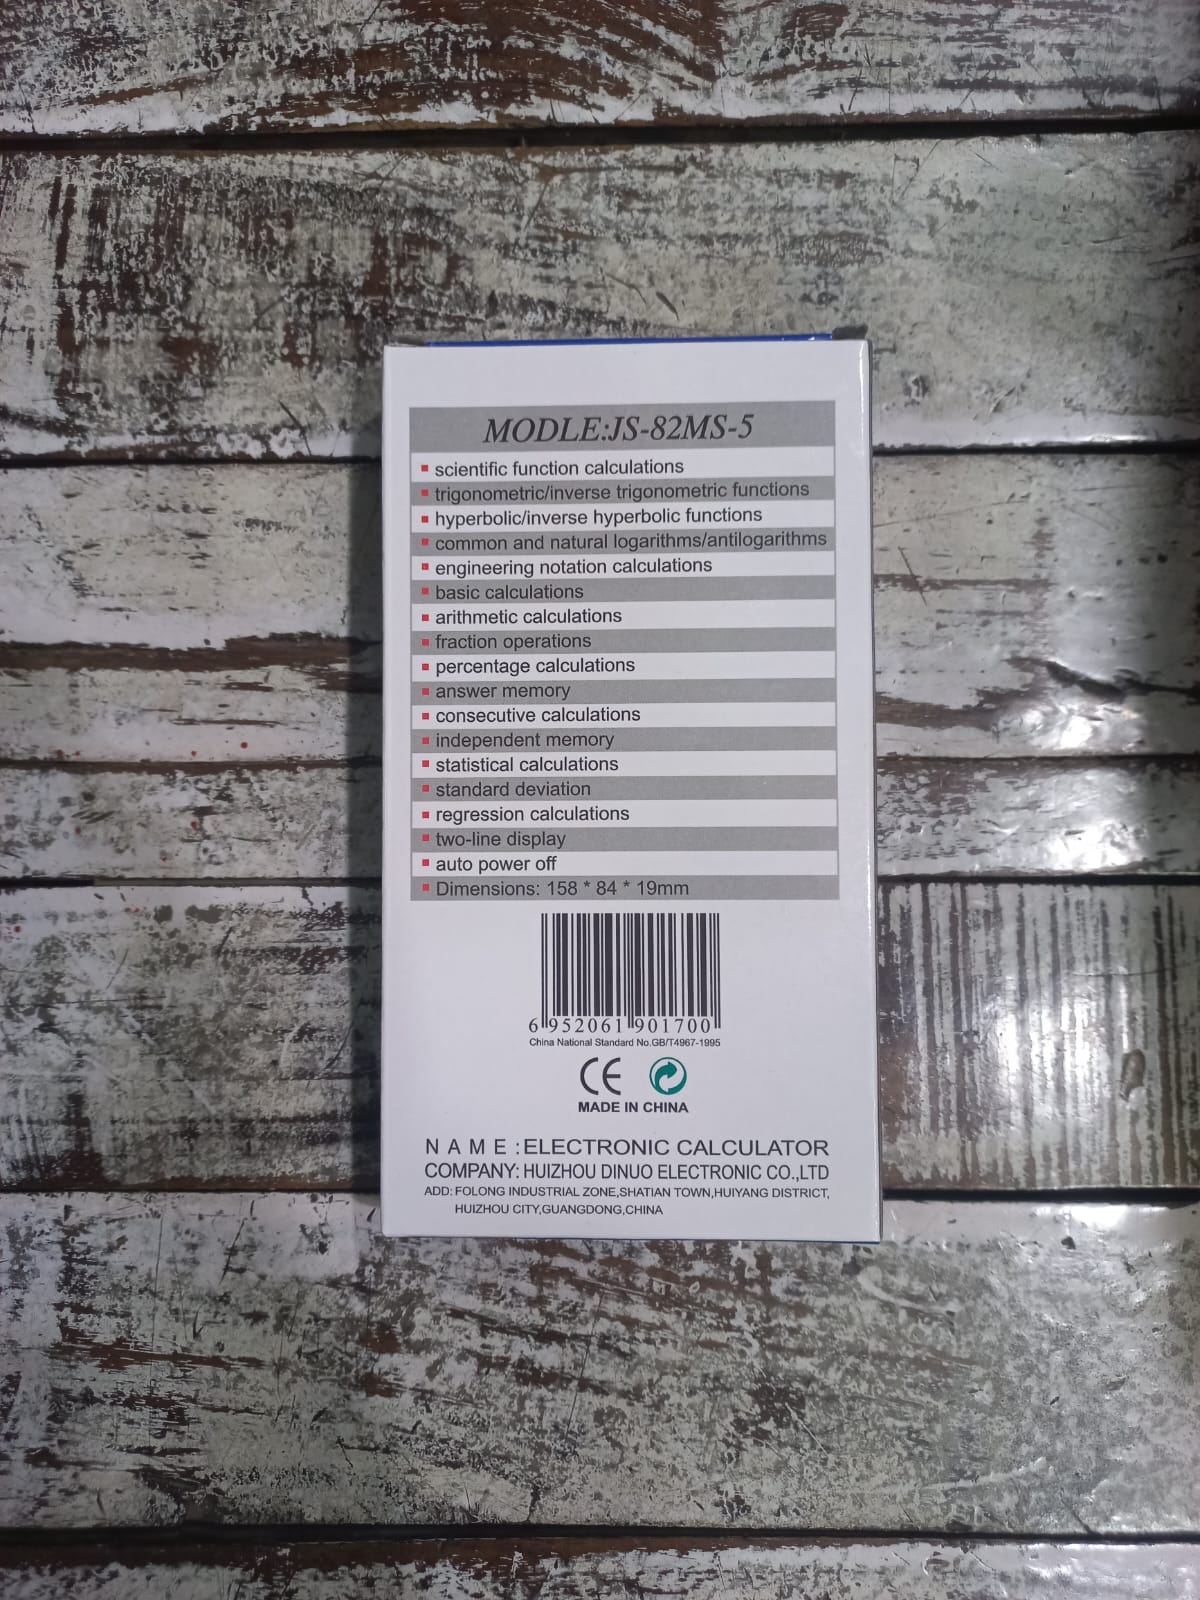 MODLE:JS-82MS-5
scientific function calculations
trigonometric/inverse trigonometric functions
hyperbolic/inverse hyperbolic functions
common and natural logarithms/antilogarithms
engineering notation calculations
basic calculations
arithmetic calculations
fraction operations
percentage calculations
answer memory
consecutive calculations
independent memory
statistical calculations
standard deviation
regression calculations
two-line display
auto power off
Dimensions: 158 * 84 * 19mm
6 952061 901700
China National Standard No.GB/T4967-1995
CE
MADE IN CHINA
N A M E :ELECTRONIC CALCULATOR
COMPANY: HUIZHOU DINUO ELECTRONIC CO.,LTD
ADD: FOLONG INDUSTRIAL ZONE,SHATIAN TOWN,HUIYANG DISTRICT,
HUIZHOU CITY,GUANGDONG,CHINA